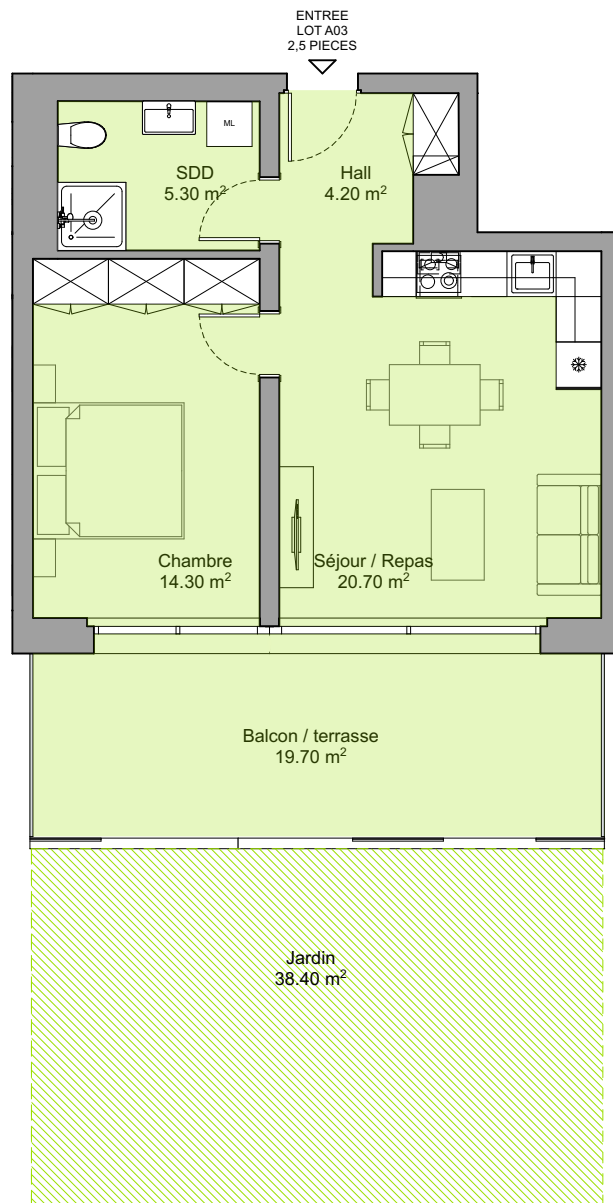 ENTREE
LOT A03
2,5 PIECES
ML
SDD
5.30 m²
Hall
4.20 m²
Chambre
14.30 m²
Séjour / Repas
20.70 m²
Balcon / terrasse
19.70 m²
Jardin
38.40 m²